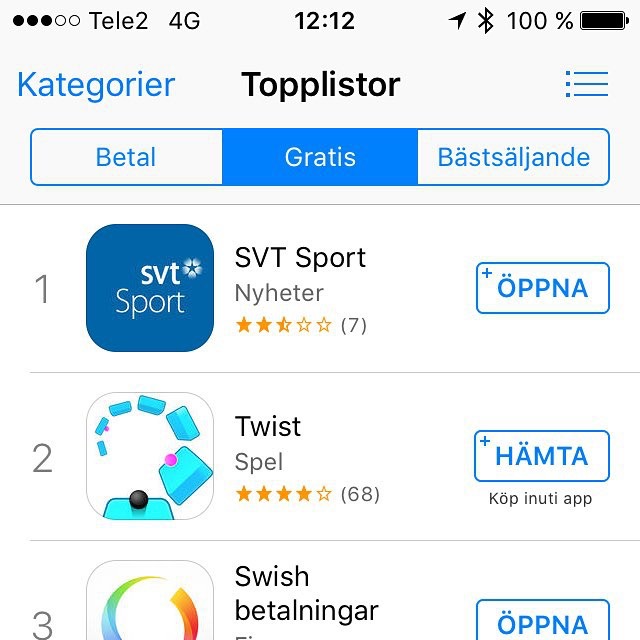 Tele2 4G 12:12 100 %
Kategorier Topplistor
Betal Gratis Bästsäljande
1 svt Sport SVT Sport Nyheter (7) + ÖPPNA
2 Twist Spel (68) + HÄMTA
Köp inuti app
3 Swish betalningar ÖPPNA